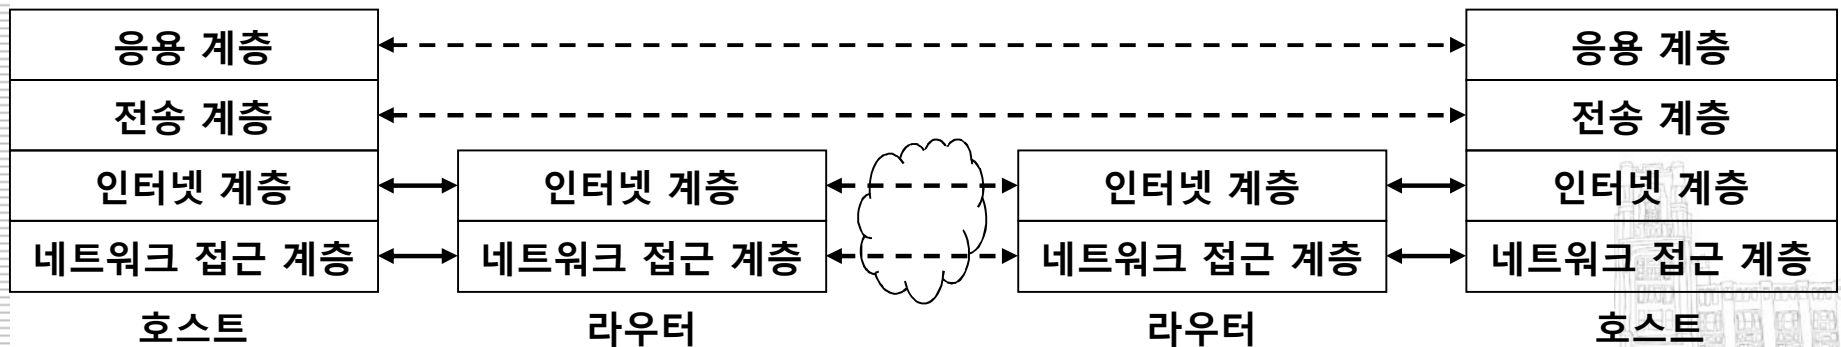 응용 계층 응용 계층
전송 계층 전송 계층
인터넷 계층 인터넷 계층 인터넷 계층 인터넷 계층
네트워크 접근 계층 네트워크 접근 계층 네트워크 접근 계층 네트워크 접근 계층
호스트 라우터 라우터 호스트